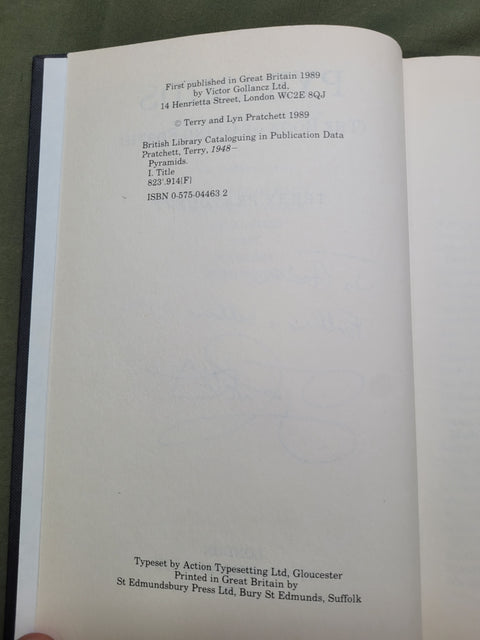 First published in Great Britain 1989
by Victor Gollancz Ltd,
14 Henrietta Street, London WC2E 8QJ
© Terry and Lyn Pratchett 1989
British Library Cataloguing in Publication Data
Pratchett, Terry, 1948–
Pyramids.
I. Title
823'.914[F]
ISBN 0-575-04463 2
Typeset by Action Typesetting Ltd, Gloucester
Printed in Great Britain by
St Edmundsbury Press Ltd, Bury St Edmunds, Suffolk